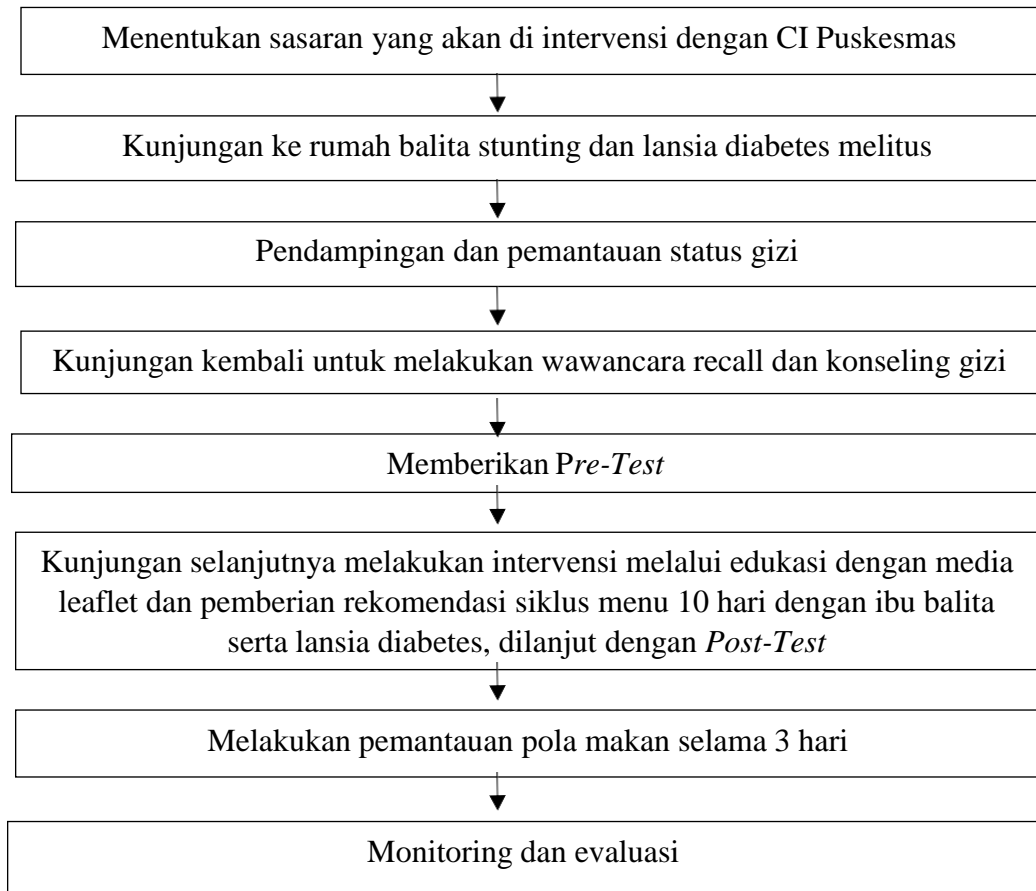 Menentukan sasaran yang akan di intervensi dengan CI Puskesmas
Kunjungan ke rumah balita stunting dan lansia diabetes melitus
Pendampingan dan pemantauan status gizi
Kunjungan kembali untuk melakukan wawancara recall dan konseling gizi
Memberikan Pre-Test
Kunjungan selanjutnya melakukan intervensi melalui edukasi dengan media
leaflet dan pemberian rekomendasi siklus menu 10 hari dengan ibu balita
serta lansia diabetes, dilanjut dengan Post-Test
Melakukan pemantauan pola makan selama 3 hari
Monitoring dan evaluasi